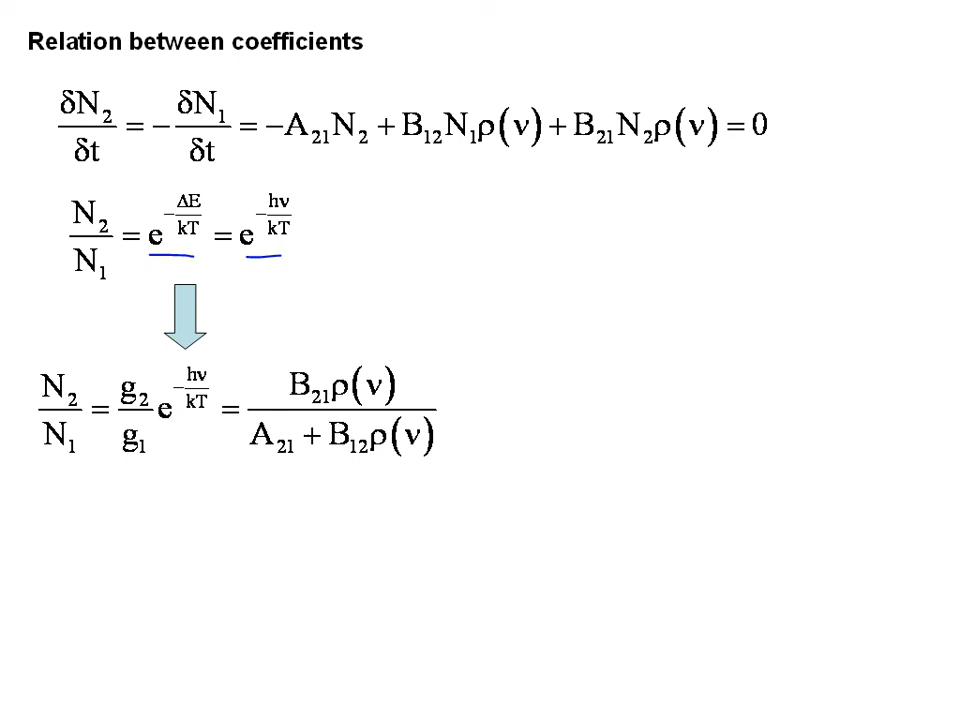 Relation between coefficients
δN₂/δt = −δN₁/δt = −A₂₁N₂ + B₁₂N₁ρ(ν) + B₂₁N₂ρ(ν) = 0
N₂/N₁ = e^(−ΔE/kT) = e^(−hν/kT)
N₂/N₁ = g₂/g₁ e^(−hν/kT) = B₂₁ρ(ν)/(A₂₁ + B₁₂ρ(ν))